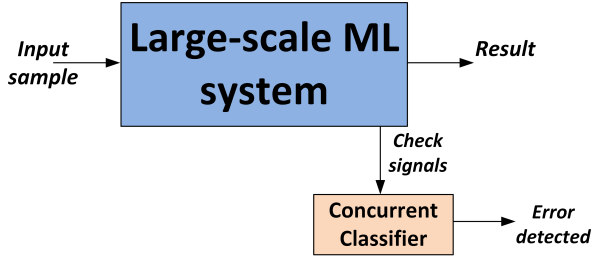 Input
sample
Large-scale ML
system
Result
Check
signals
Concurrent
Classifier
Error
detected